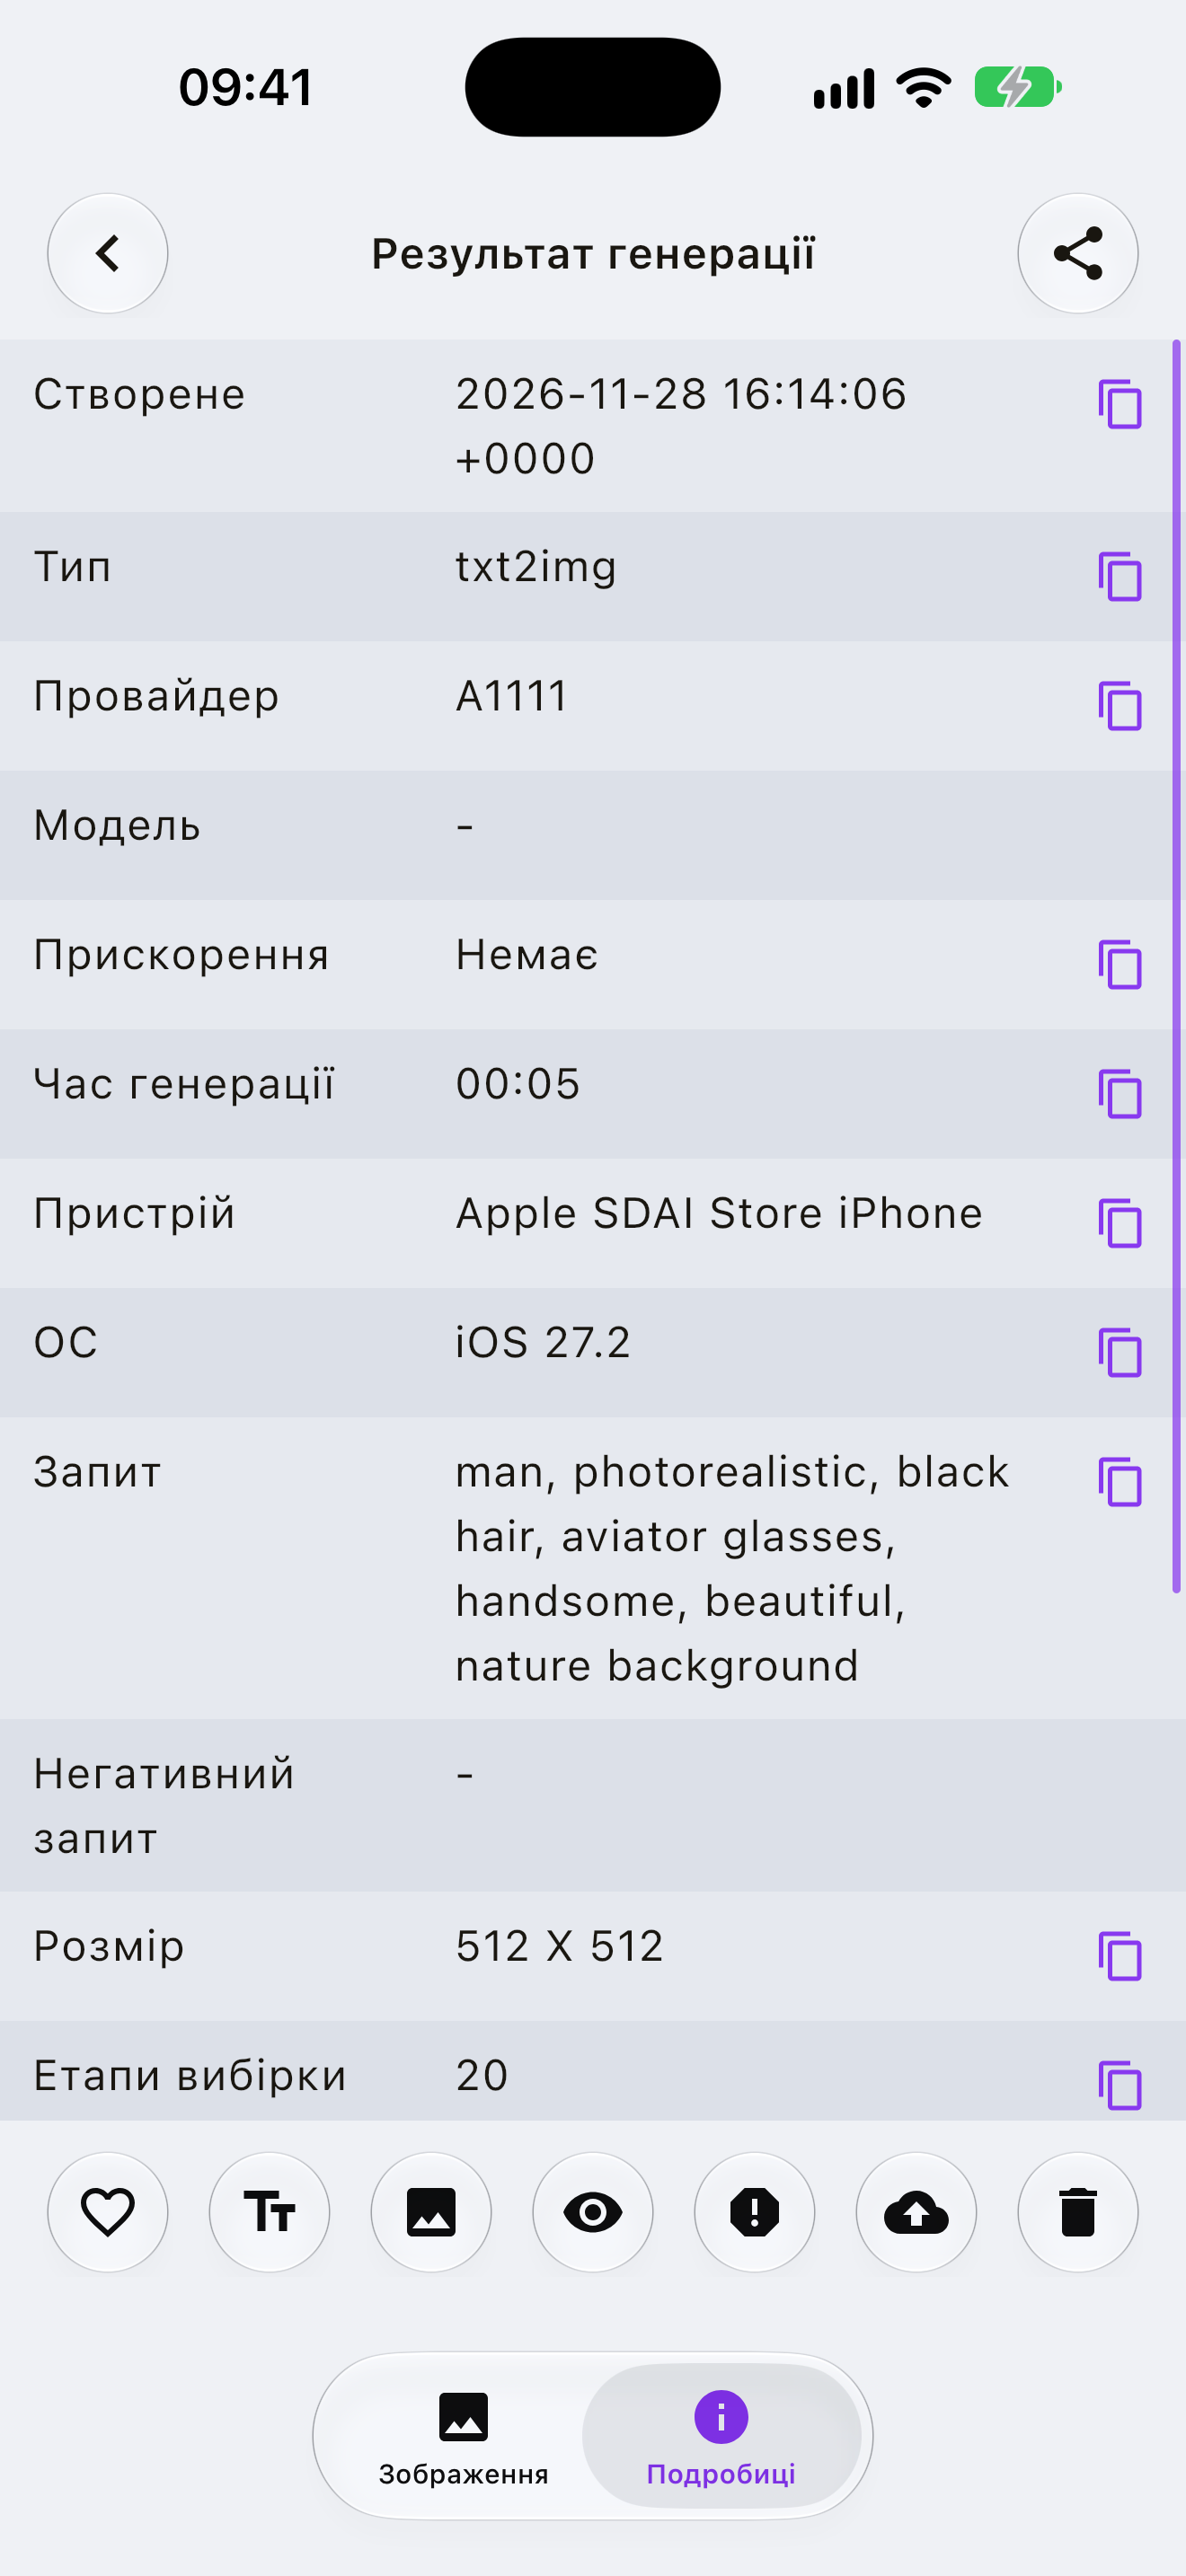 09:41
Результат генерації
Створене
2026-11-28 16:14:06
+0000
Тип
txt2img
Провайдер
A1111
Модель
-
Прискорення
Немає
Час генерації
00:05
Пристрій
Apple SDAI Store iPhone
ОС
iOS 27.2
Запит
man, photorealistic, black
hair, aviator glasses,
handsome, beautiful,
nature background
Негативний
запит
-
Розмір
512 X 512
Етапи вибірки
20
Зображення
Подробиці